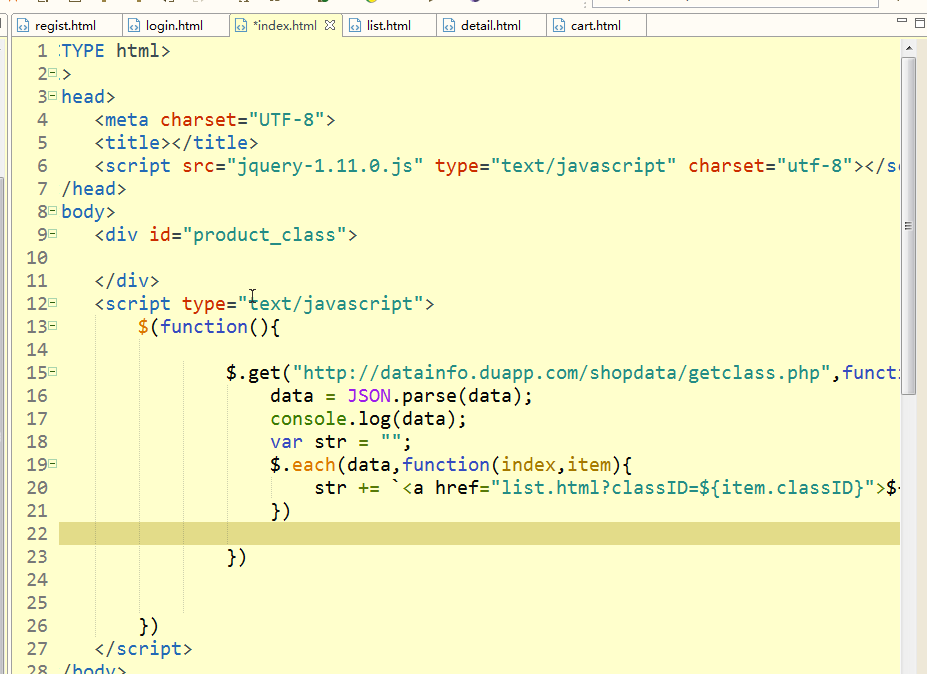 regist.html
login.html
*index.html
list.html
detail.html
cart.html
1 TYPE html>
2 >
3 head>
4 <meta charset="UTF-8">
5 <title></title>
6 <script src="jquery-1.11.0.js" type="text/javascript" charset="utf-8"></s
7 /head>
8 body>
9 <div id="product_class">
10
11 </div>
12 <script type="text/javascript">
13 $(function(){
14
15 $.get("http://datainfo.duapp.com/shopdata/getclass.php",funct
16 data = JSON.parse(data);
17 console.log(data);
18 var str = "";
19 $.each(data,function(index,item){
20 str += `<a href="list.html?classID=${item.classID}">$
21 })
22
23 })
24
25
26 })
27 </script>
28 /body>